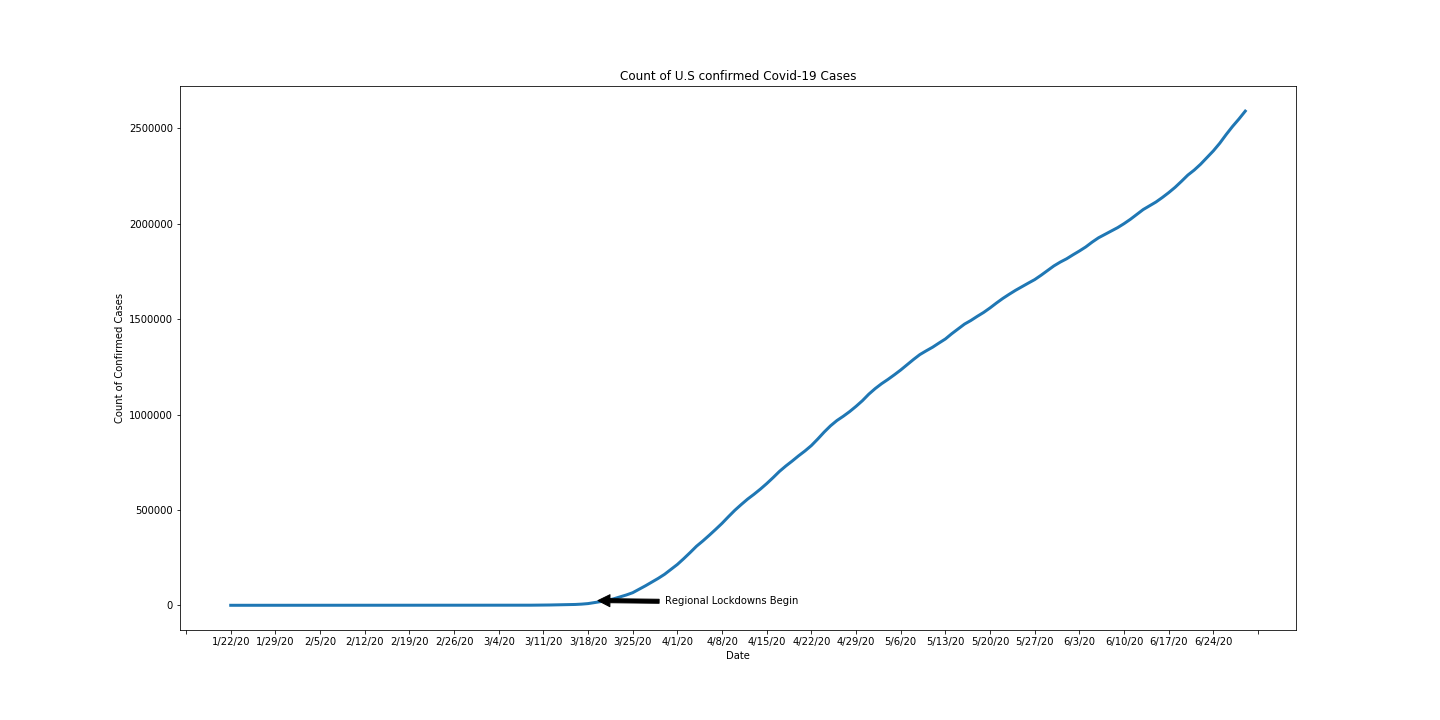 Count of U.S confirmed Covid-19 Cases
Count of Confirmed Cases
2500000
2000000
1500000
1000000
500000
0
Regional Lockdowns Begin
1/22/20 1/29/20 2/5/20 2/12/20 2/19/20 2/26/20 3/4/20 3/11/20 3/18/20 3/25/20 4/1/20 4/8/20 4/15/20 4/22/20 4/29/20 5/6/20 5/13/20 5/20/20 5/27/20 6/3/20 6/10/20 6/17/20 6/24/20
Date